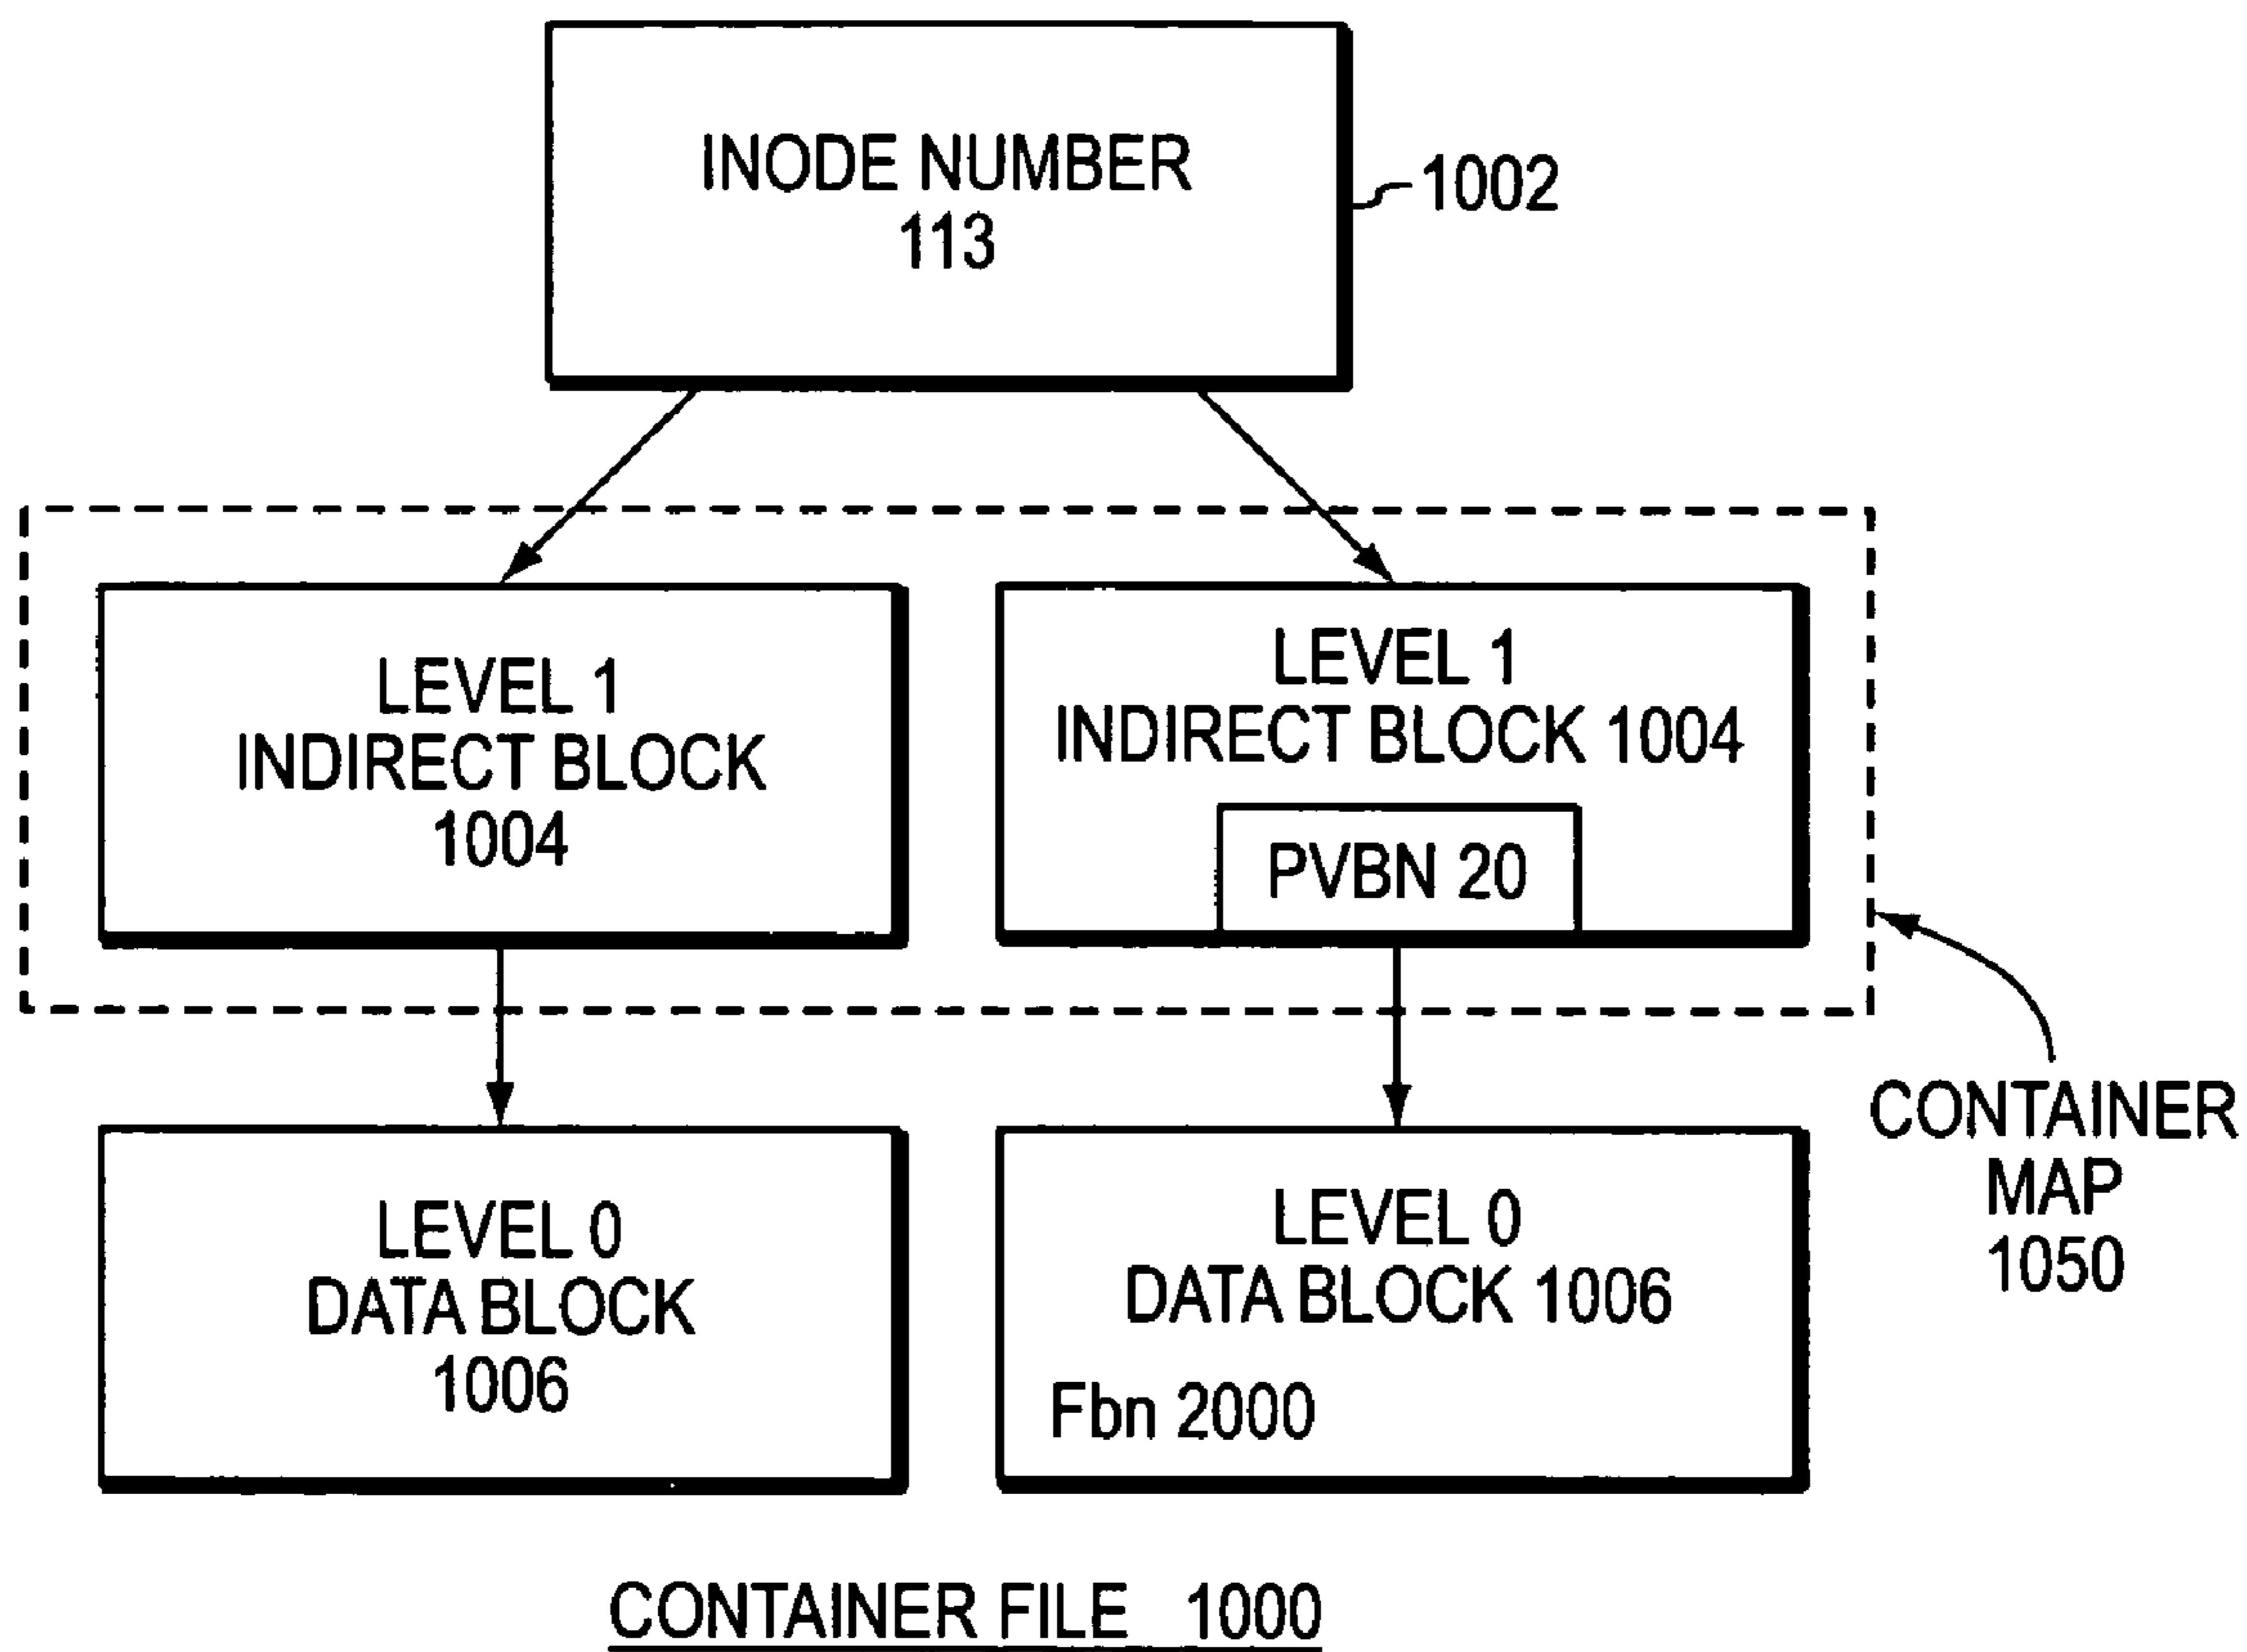 INODE NUMBER
113
1002
LEVEL 1
INDIRECT BLOCK
1004
LEVEL 1
INDIRECT BLOCK 1004
PVBN 20
CONTAINER
MAP
1050
LEVEL 0
DATA BLOCK
1006
LEVEL 0
DATA BLOCK 1006
Fbn 2000
CONTAINER FILE 1000